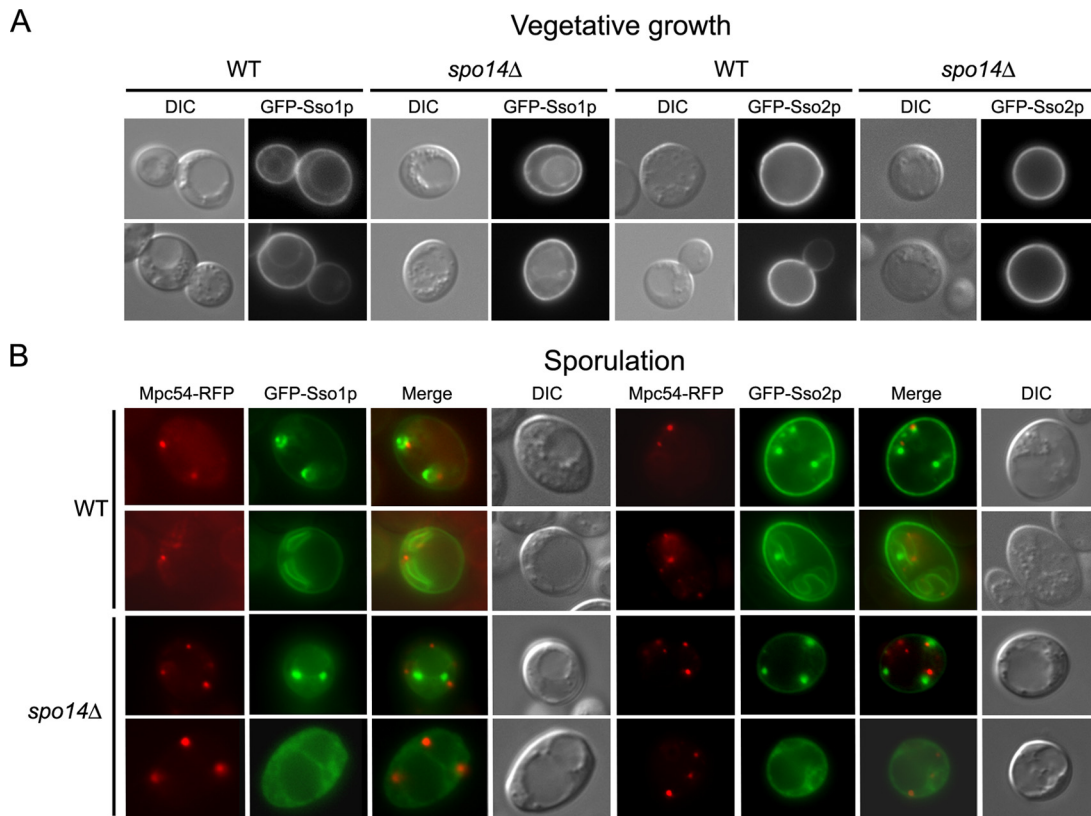 A
Vegetative growth
WT spo14Δ WT spo14Δ
DIC GFP-Sso1p DIC GFP-Sso1p DIC GFP-Sso2p DIC GFP-Sso2p
B
Sporulation
Mpc54-RFP GFP-Sso1p Merge DIC Mpc54-RFP GFP-Sso2p Merge DIC
WT
spo14Δ